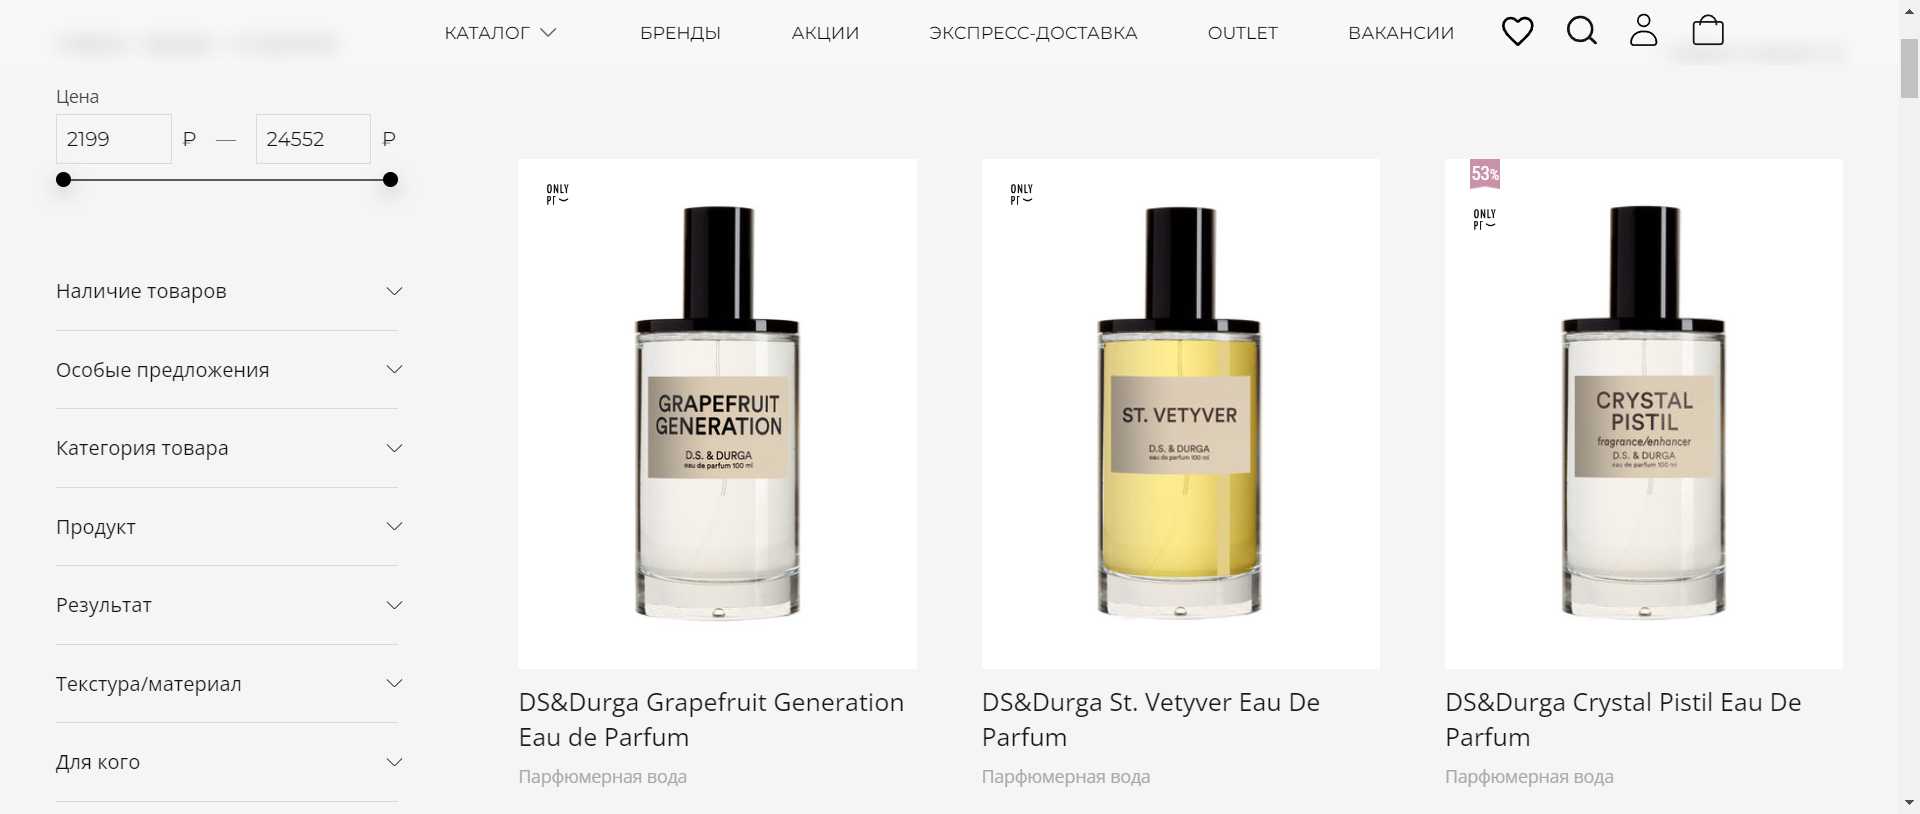 КАТАЛОГ
БРЕНДЫ
АКЦИИ
ЭКСПРЕСС-ДОСТАВКА
OUTLET
ВАКАНСИИ
Цена
2199 ₽ — 24552 ₽
Наличие товаров
Особые предложения
Категория товара
Продукт
Результат
Текстура/материал
Для кого
ONLY
РГ
GRAPEFRUIT
GENERATION
D.S. & DURGA
eau de parfum 100 ml
DS&Durga Grapefruit Generation
Eau de Parfum
Парфюмерная вода
ONLY
РГ
ST. VETYVER
D.S. & DURGA
eau de parfum 100 ml
DS&Durga St. Vetyver Eau De
Parfum
Парфюмерная вода
53%
ONLY
РГ
CRYSTAL
PISTIL
fragrance/enhancer
D.S. & DURGA
eau de parfum 100 ml
DS&Durga Crystal Pistil Eau De
Parfum
Парфюмерная вода